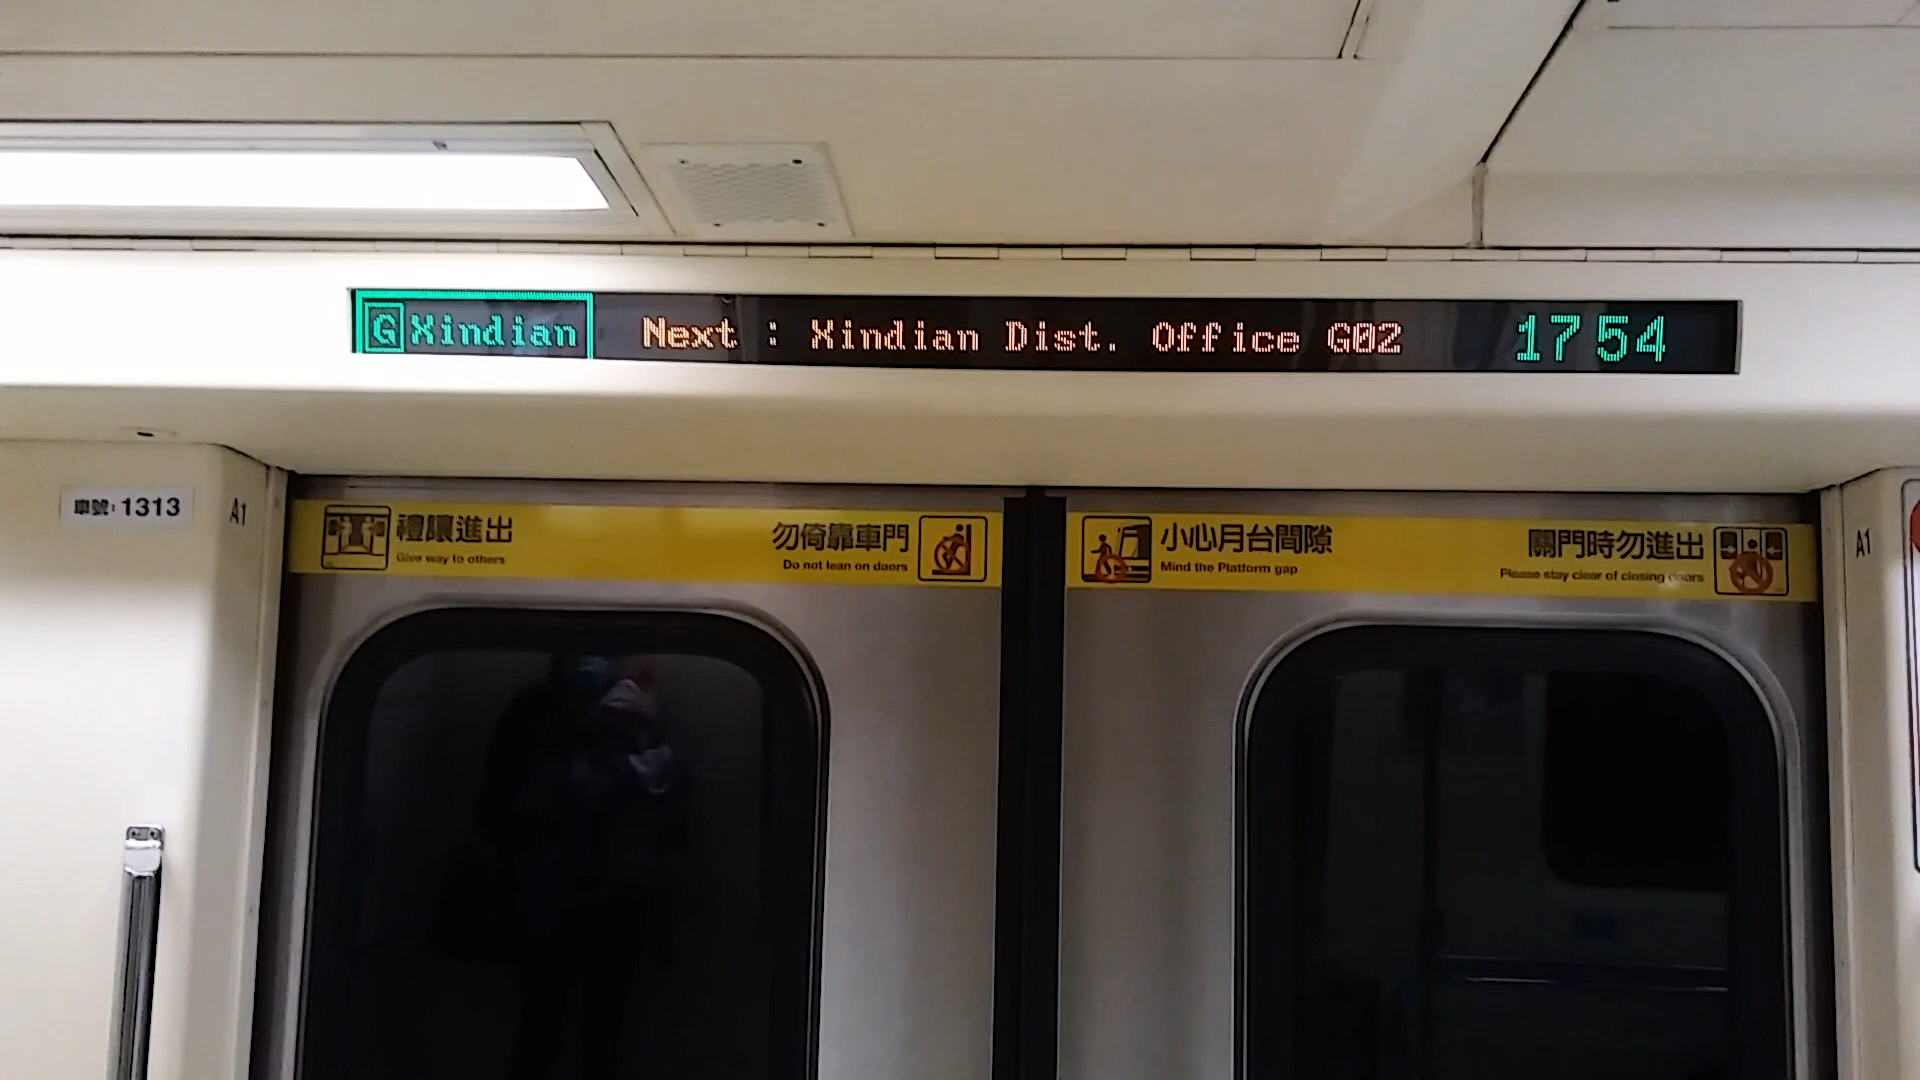 G Xindian Next : Xindian Dist. Office G02 17 54
車號: 1313
A1
禮讓進出
Give way to others
勿倚靠車門
Do not lean on doors
小心月台間隙
Mind the Platform gap
關門時勿進出
Please stay clear of closing doors
A1